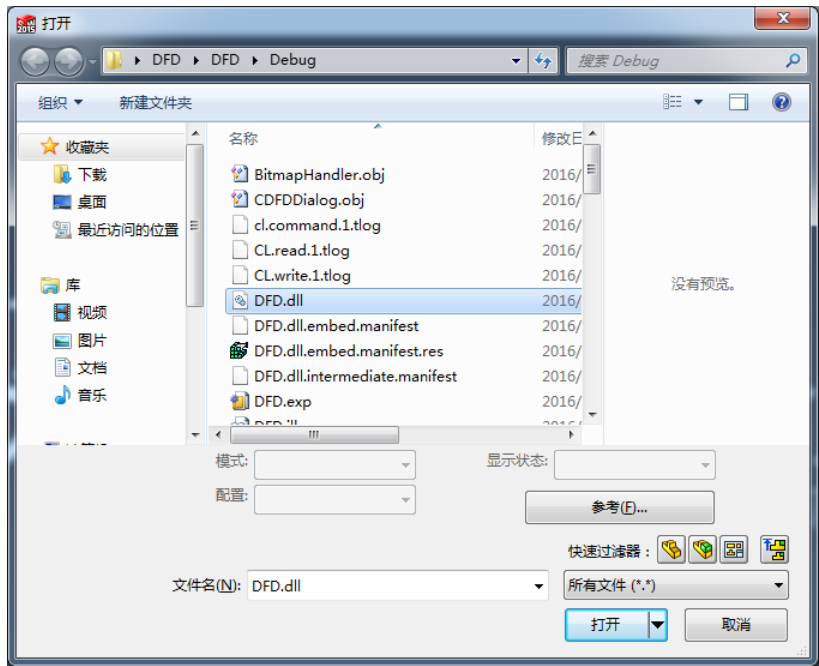 SW 2015 打开
DFD DFD Debug 搜索 Debug
组织 新建文件夹
收藏夹
下载
桌面
最近访问的位置
库
视频
图片
文档
音乐
名称 修改日
BitmapHandler.obj 2016/
CDFDDialog.obj 2016/
cl.command.1.tlog 2016/
CL.read.1.tlog 2016/
CL.write.1.tlog 2016/
DFD.dll 2016/
DFD.dll.embed.manifest 2016/
DFD.dll.embed.manifest.res 2016/
DFD.dll.intermediate.manifest 2016/
DFD.exp 2016/
没有预览。
模式: 显示状态:
配置: 参考(F)...
快速过滤器：
文件名(N): DFD.dll 所有文件 (*.*)
打开 取消